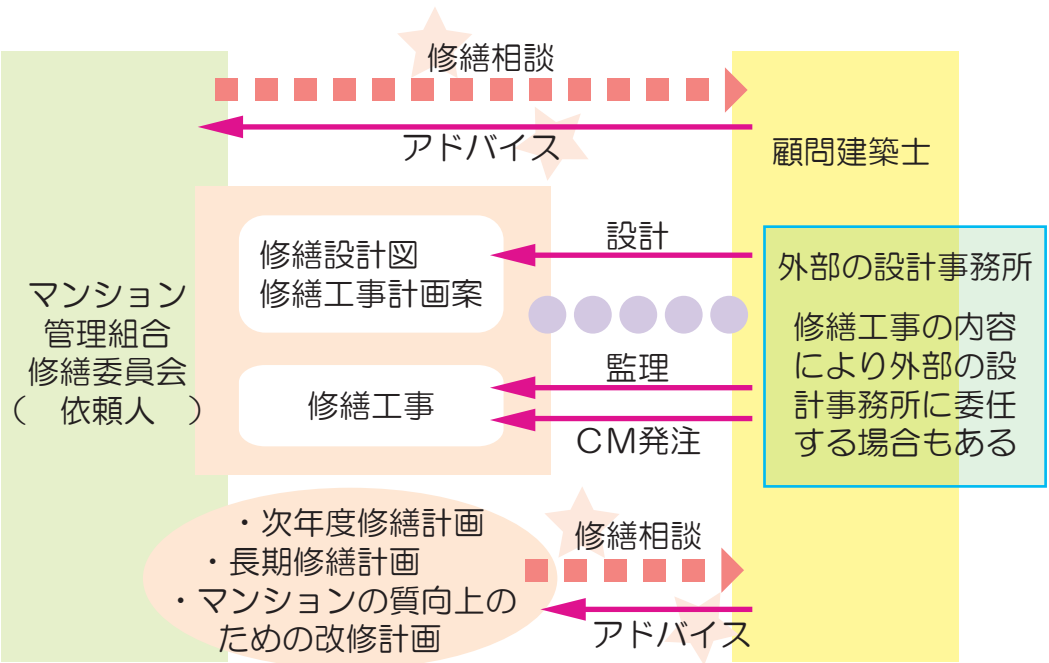 修繕相談
アドバイス
顧問建築士
マンション
管理組合
修繕委員会
(　依頼人　)
修繕設計図
修繕工事計画案
設計
監理
修繕工事
CM発注
外部の設計事務所
修繕工事の内容
により外部の設
計事務所に委任
する場合もある
・次年度修繕計画
・長期修繕計画
・マンションの質向上の
ための改修計画
修繕相談
アドバイス